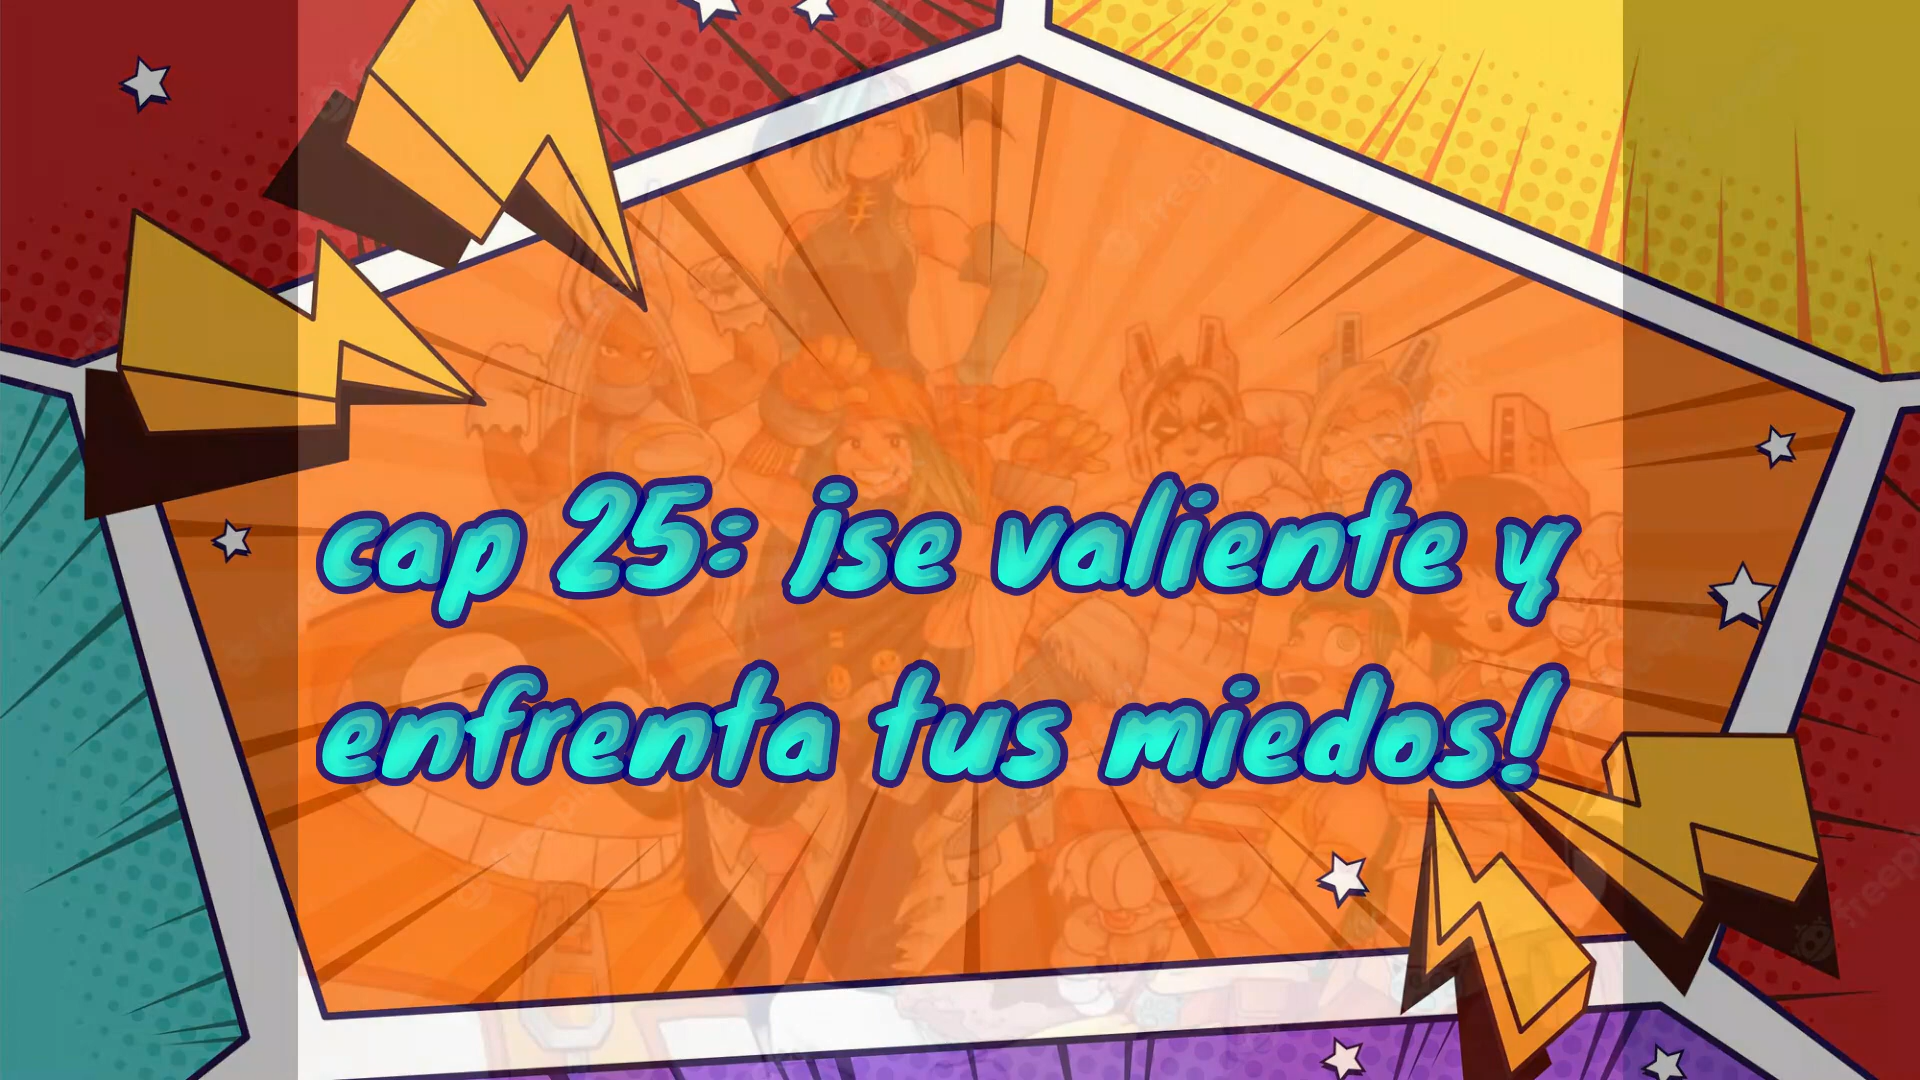 cap 25: ¡se valiente y
enfrenta tus miedos!